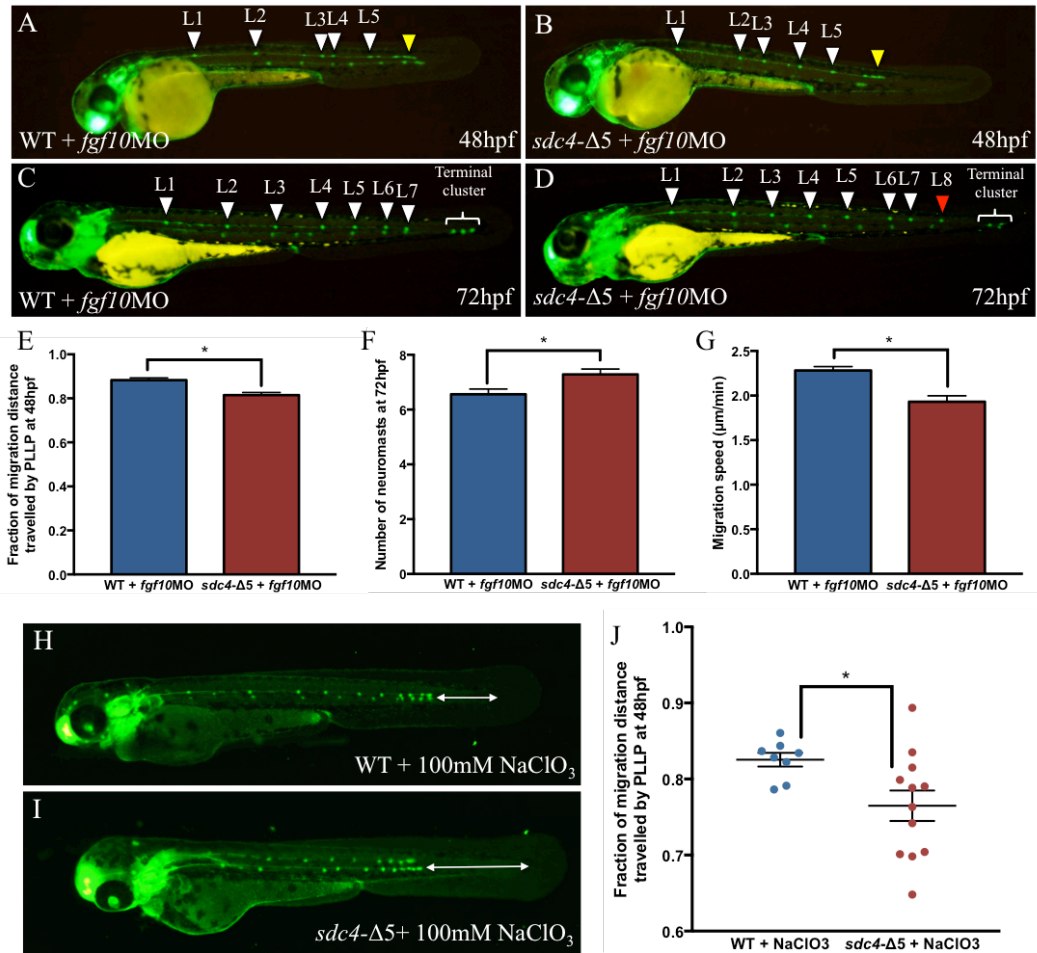 A
L1
L2
L3
L4
L5
WT + fgf10MO
48hpf
B
L1
L2
L3
L4
L5
sdc4-Δ5 + fgf10MO
48hpf
C
L1
L2
L3
L4
L5
L6
L7
Terminal
cluster
WT + fgf10MO
72hpf
D
L1
L2
L3
L4
L5
L6
L7
L8
Terminal
cluster
sdc4-Δ5 + fgf10MO
72hpf
E
Fraction of migration distance
travelled by PLLP at 48hpf
1.0
0.8
0.6
0.4
0.2
0.0
*
WT + fgf10MO
sdc4-Δ5 + fgf10MO
F
Number of neuromasts at 72hpf
8
6
4
2
0
*
WT + fgf10MO
sdc4-Δ5 + fgf10MO
G
Migration speed (μm/min)
2.5
2.0
1.5
1.0
0.5
0.0
*
WT + fgf10MO
sdc4-Δ5 + fgf10MO
H
WT + 100mM NaClO3
I
sdc4-Δ5+ 100mM NaClO3
J
Fraction of migration distance
travelled by PLLP at 48hpf
1.0
0.9
0.8
0.7
0.6
*
WT + NaClO3
sdc4-Δ5 + NaClO3